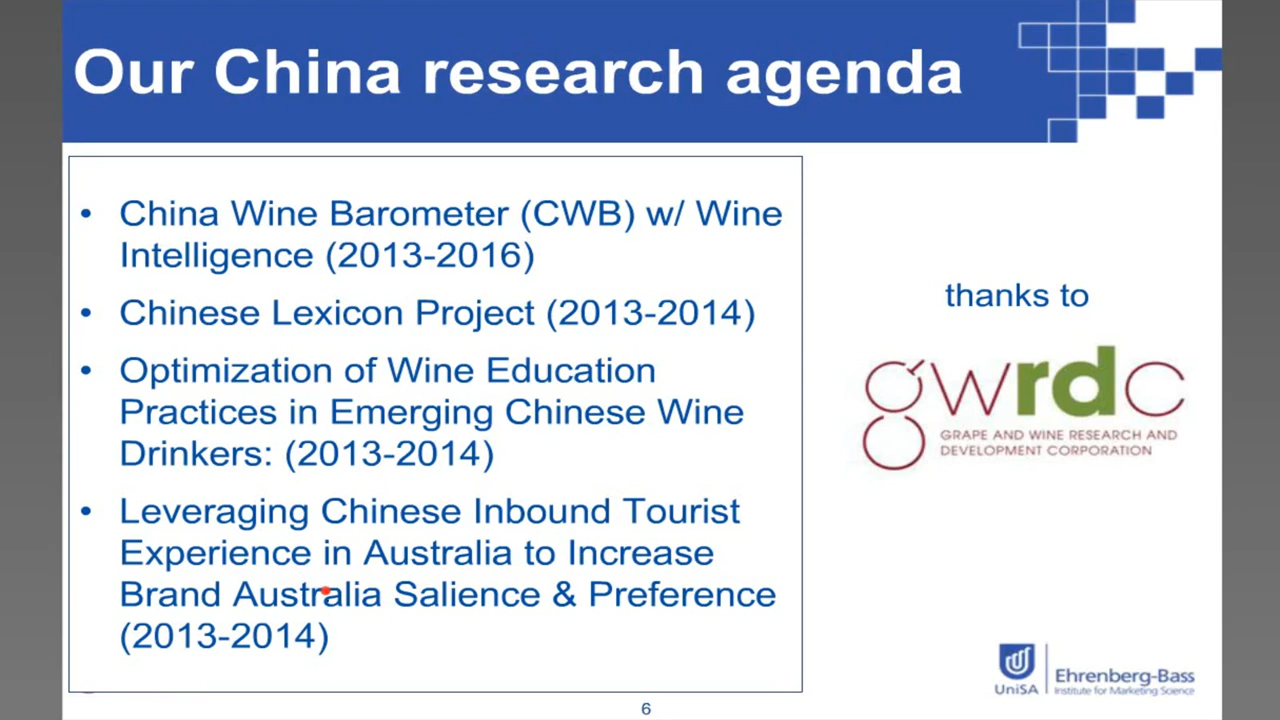 Our China research agenda
• China Wine Barometer (CWB) w/ Wine
Intelligence (2013-2016)
• Chinese Lexicon Project (2013-2014)
• Optimization of Wine Education
Practices in Emerging Chinese Wine
Drinkers: (2013-2014)
• Leveraging Chinese Inbound Tourist
Experience in Australia to Increase
Brand Australia Salience & Preference
(2013-2014)
thanks to
gwrdc
GRAPE AND WINE RESEARCH AND
DEVELOPMENT CORPORATION
UniSA
Ehrenberg-Bass
Institute for Marketing Science
6